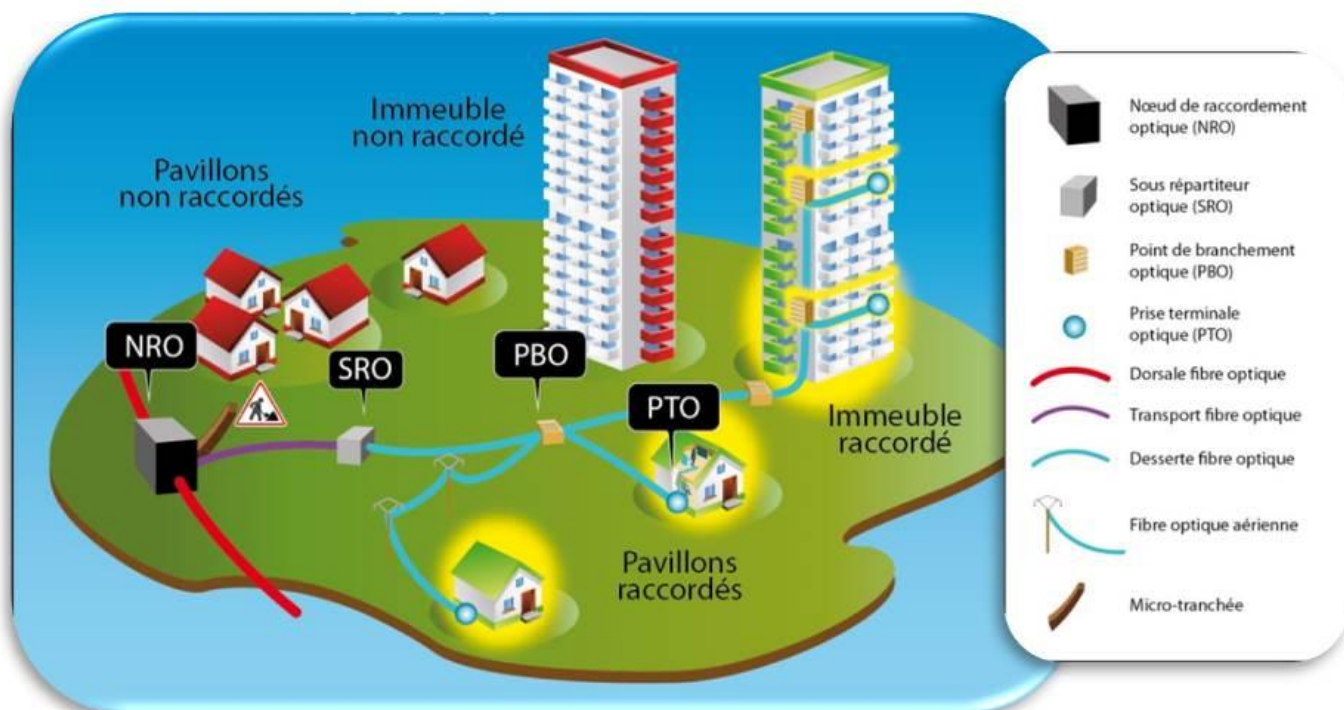 Immeuble
non raccordé
Pavillons
non raccordés
NRO
SRO
PBO
PTO
Immeuble
raccordé
Pavillons
raccordés
Nœud de raccordement
optique (NRO)
Sous répartiteur
optique (SRO)
Point de branchement
optique (PBO)
Prise terminale
optique (PTO)
Dorsale fibre optique
Transport fibre optique
Desserte fibre optique
Fibre optique aérienne
Micro-tranchée